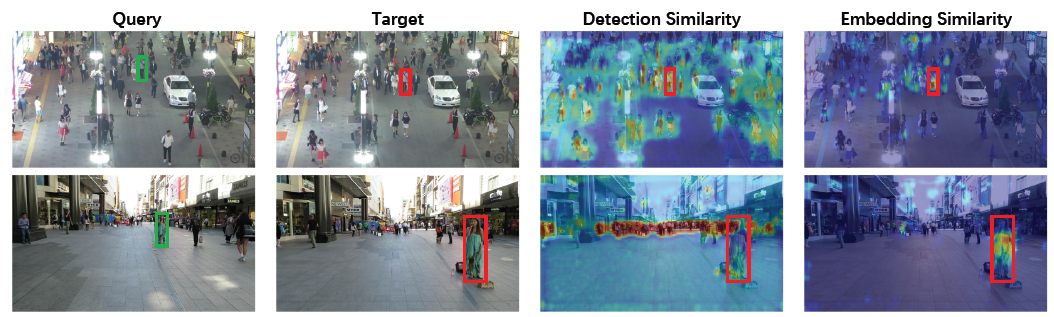 Query
Target
Detection Similarity
Embedding Similarity